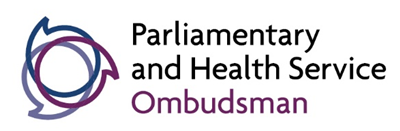 Parliamentary
and Health Service
Ombudsman